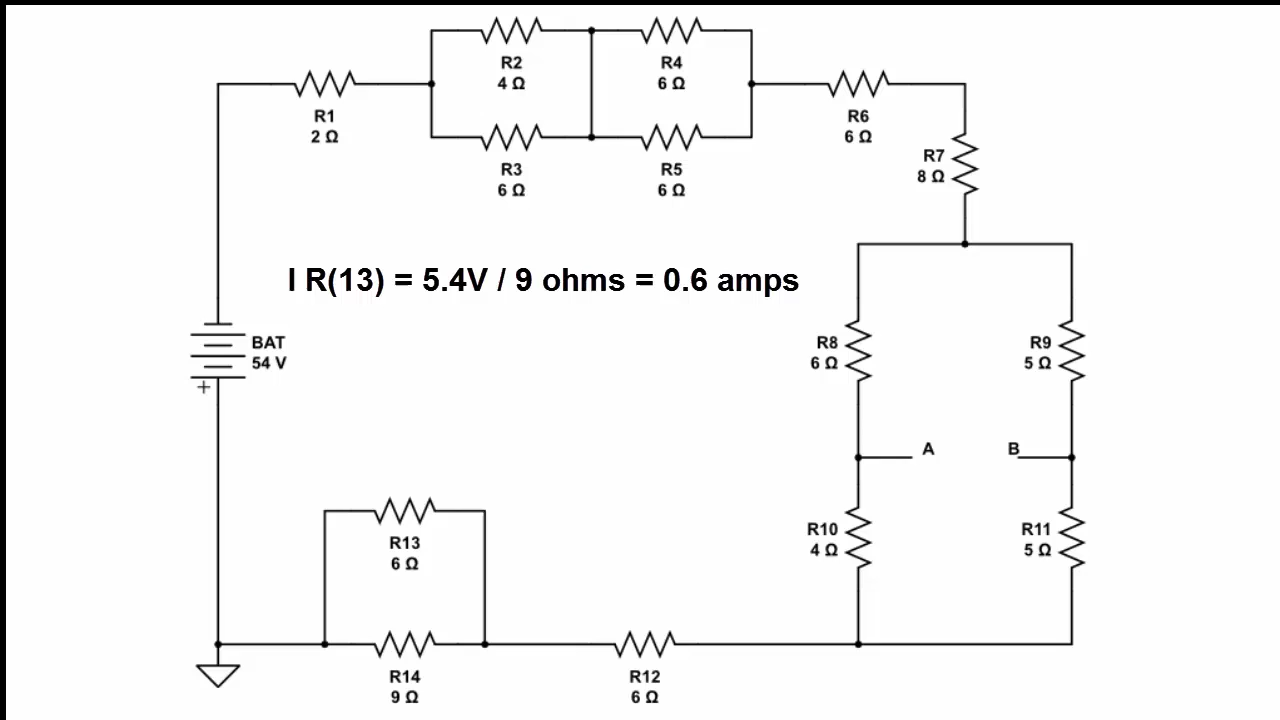 R2
4 Ω
R4
6 Ω
R1
2 Ω
R6
6 Ω
R3
6 Ω
R5
6 Ω
R7
8 Ω
I R(13) = 5.4V / 9 ohms = 0.6 amps
BAT
54 V
+
R8
6 Ω
R9
5 Ω
A
B
R13
6 Ω
R10
4 Ω
R11
5 Ω
R14
9 Ω
R12
6 Ω